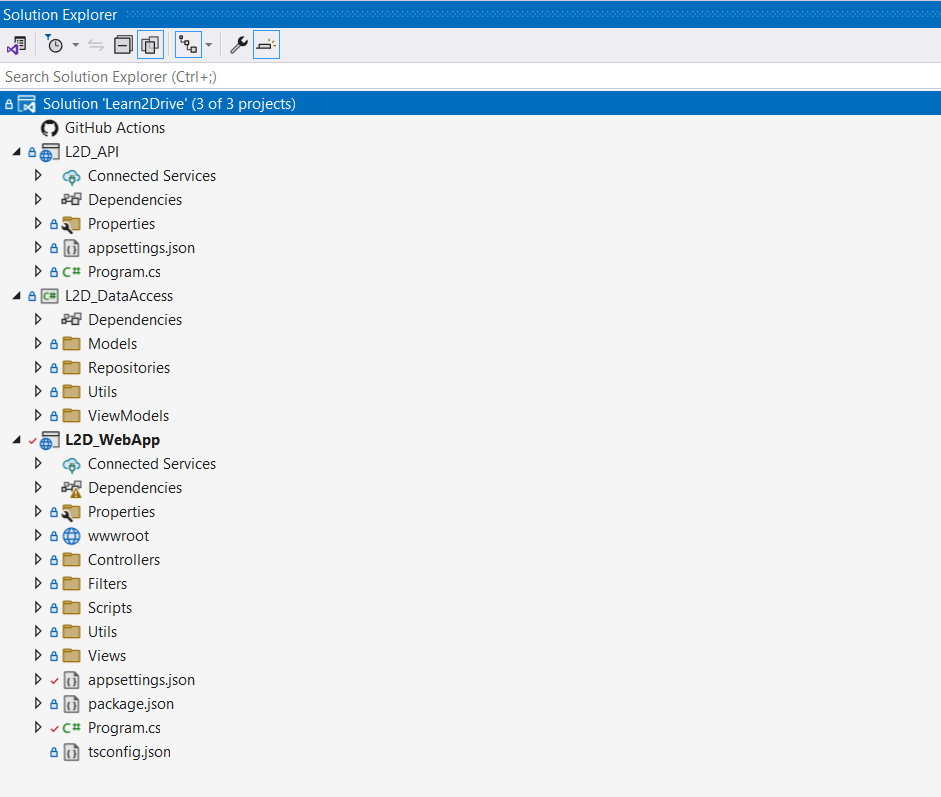 Solution Explorer
Search Solution Explorer (Ctrl+;)
Solution 'Learn2Drive' (3 of 3 projects)
GitHub Actions
L2D_API
Connected Services
Dependencies
Properties
appsettings.json
C# Program.cs
C# L2D_DataAccess
Dependencies
Models
Repositories
Utils
ViewModels
L2D_WebApp
Connected Services
Dependencies
Properties
wwwroot
Controllers
Filters
Scripts
Utils
Views
appsettings.json
package.json
C# Program.cs
tsconfig.json